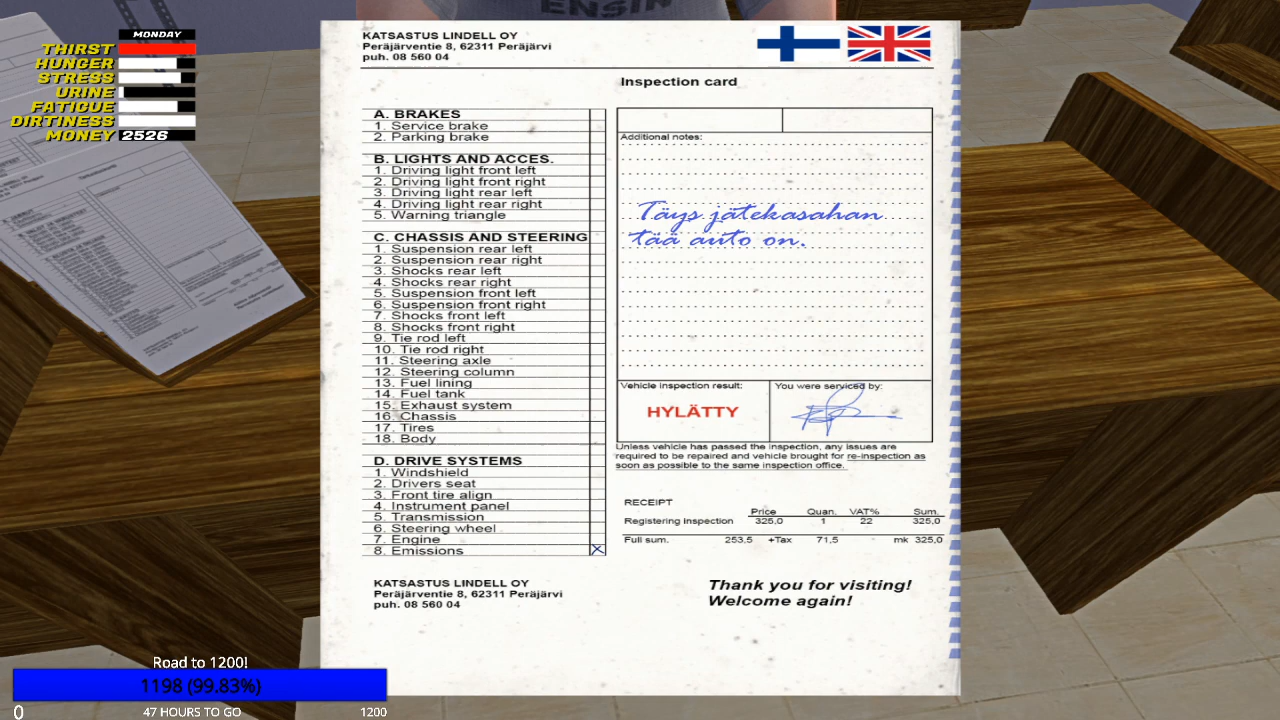 ENSIN
MONDAY
THIRST
HUNGER
STRESS
URINE
FATIGUE
DIRTINESS
MONEY 2526
KATSASTUS LINDELL OY
Peräjärventie 8, 62311 Peräjärvi
puh. 08 560 04
Inspection card
A. BRAKES
1. Service brake
2. Parking brake
B. LIGHTS AND ACCES.
1. Driving light front left
2. Driving light front right
3. Driving light rear left
4. Driving light rear right
5. Warning triangle
C. CHASSIS AND STEERING
1. Suspension rear left
2. Suspension rear right
3. Shocks rear left
4. Shocks rear right
5. Suspension front left
6. Suspension front right
7. Shocks front left
8. Shocks front right
9. Tie rod left
10. Tie rod right
11. Steering axle
12. Steering column
13. Fuel lining
14. Fuel tank
15. Exhaust system
16. Chassis
17. Tires
18. Body
D. DRIVE SYSTEMS
1. Windshield
2. Drivers seat
3. Front tire align
4. Instrument panel
5. Transmission
6. Steering wheel
7. Engine
8. Emissions X
KATSASTUS LINDELL OY
Peräjärventie 8, 62311 Peräjärvi
puh. 08 560 04
Additional notes:
Täys jätekasahan
tää auto on.
Vehicle inspection result:
HYLÄTTY
You were serviced by:
Unless vehicle has passed the inspection, any issues are
required to be repaired and vehicle brought for re-inspection as
soon as possible to the same inspection office.
RECEIPT
Price Quan. VAT% Sum.
Registering inspection 325,0 1 22 325,0
Full sum. 253,5 +Tax 71,5 mk 325,0
Thank you for visiting!
Welcome again!
Road to 1200!
1198 (99.83%)
0 47 HOURS TO GO 1200